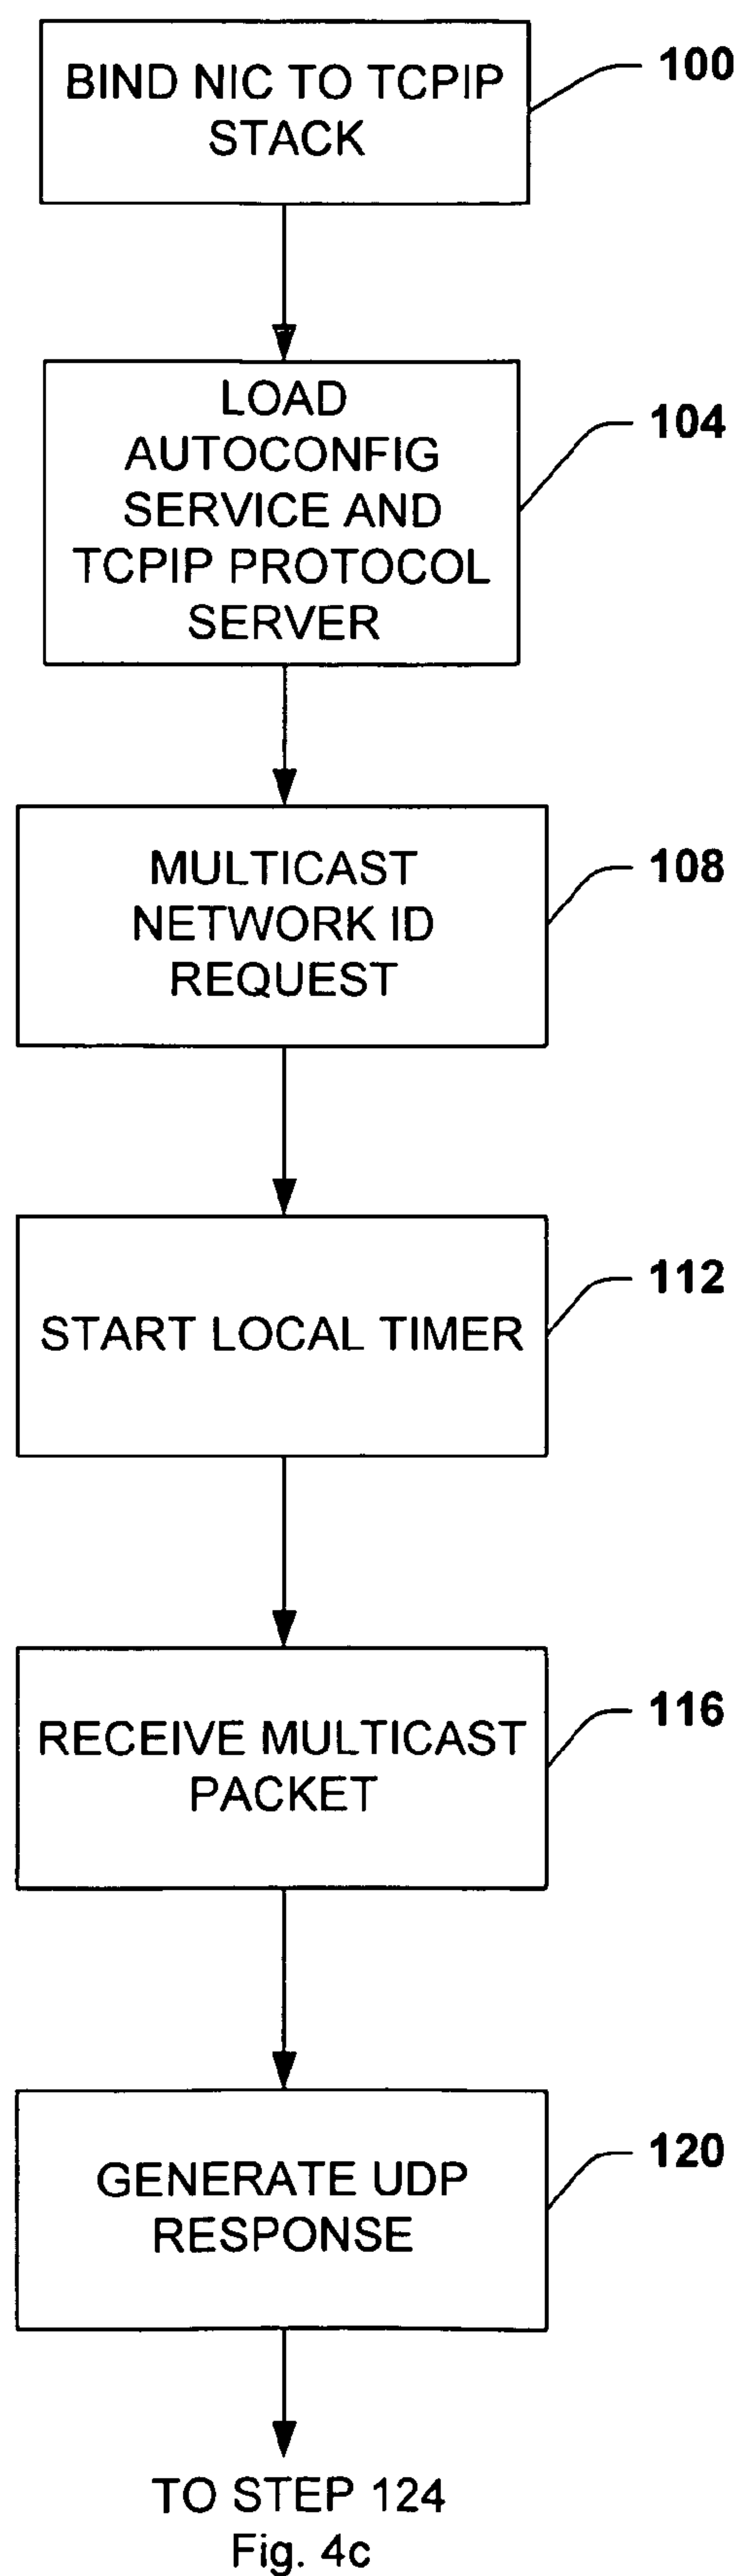 BIND NIC TO TCPIP
STACK
100
LOAD
AUTOCONFIG
SERVICE AND
TCPIP PROTOCOL
SERVER
104
MULTICAST
NETWORK ID
REQUEST
108
START LOCAL TIMER
112
RECEIVE MULTICAST
PACKET
116
GENERATE UDP
RESPONSE
120
TO STEP 124
Fig. 4c